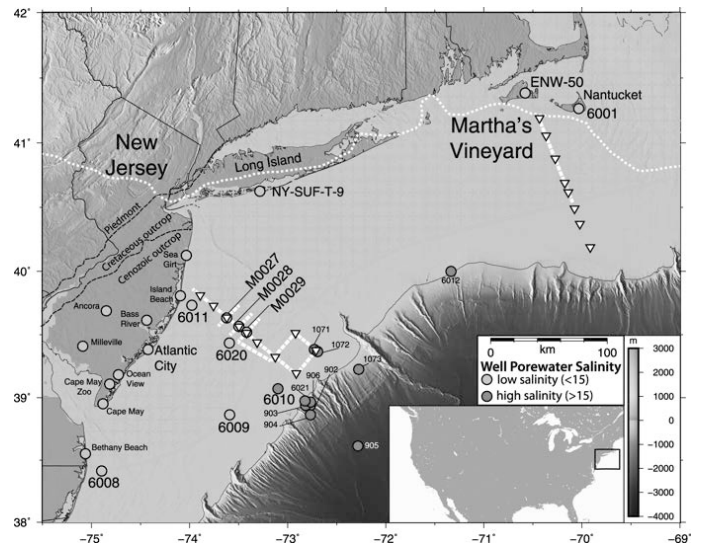 42°
41°
40°
39°
38°
-75°
-74°
-73°
-72°
-71°
-70°
-69°
ENW-50
Nantucket
6001
New
Jersey
Martha's
Vineyard
Long Island
NY-SUF-T-9
Piedmont
Cretaceous outcrop
Cenozoic outcrop
Sea
Girt
M0027
M0028
M0029
Island
Beach
6011
Ancora
Bass
River
6012
Milleville
Atlantic
City
6020
1071
1072
1073
902
906
6021
6010
903
904
Cape May
Zoo
Ocean
View
Cape May
6009
905
Bethany Beach
6008
0
km
100
Well Porewater Salinity
low salinity (<15)
high salinity (>15)
m
3000
2000
1000
0
-1000
-2000
-3000
-4000